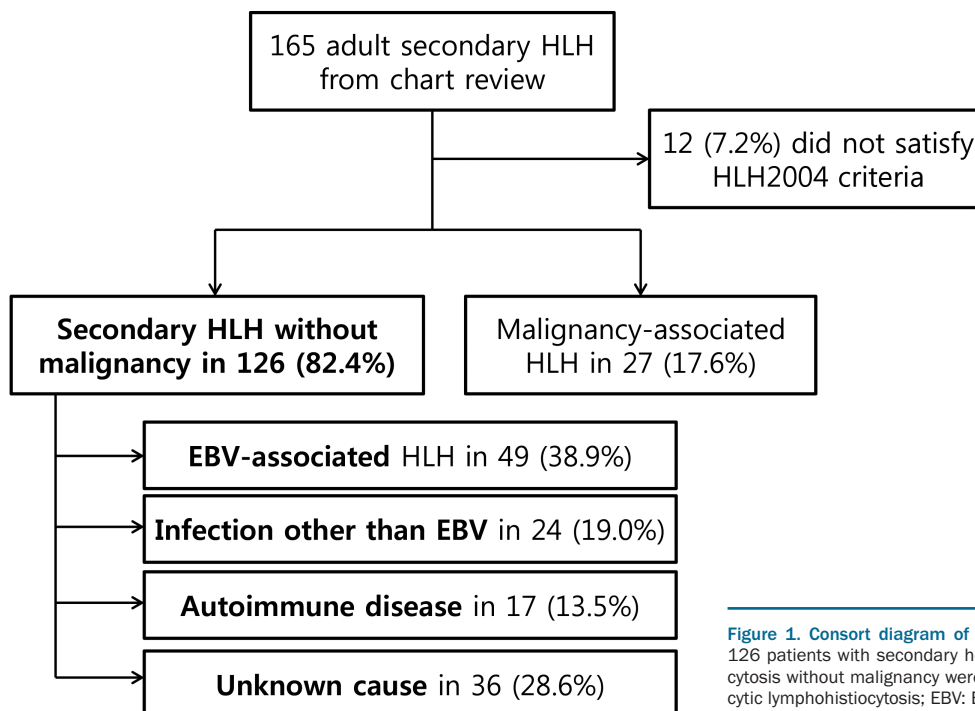 165 adult secondary HLH
from chart review
12 (7.2%) did not satisfy
HLH2004 criteria
Secondary HLH without
malignancy in 126 (82.4%)
Malignancy-associated
HLH in 27 (17.6%)
EBV-associated HLH in 49 (38.9%)
Infection other than EBV in 24 (19.0%)
Autoimmune disease in 17 (13.5%)
Unknown cause in 36 (28.6%)
Figure 1. Consort diagram of
126 patients with secondary
cytosis without malignancy were
cytic lymphohistiocytosis; EBV: